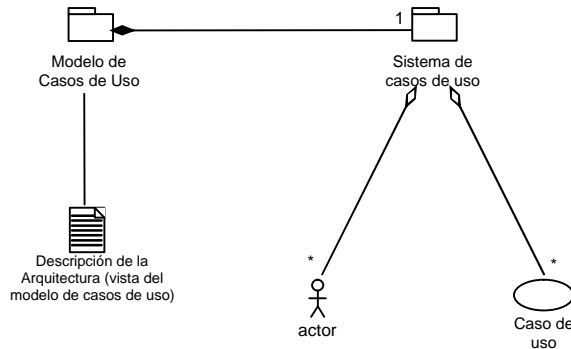 1
Modelo de
Casos de Uso
Sistema de
casos de uso
Descripción de la
Arquitectura (vista del
modelo de casos de uso)
*
*
actor
Caso de
uso